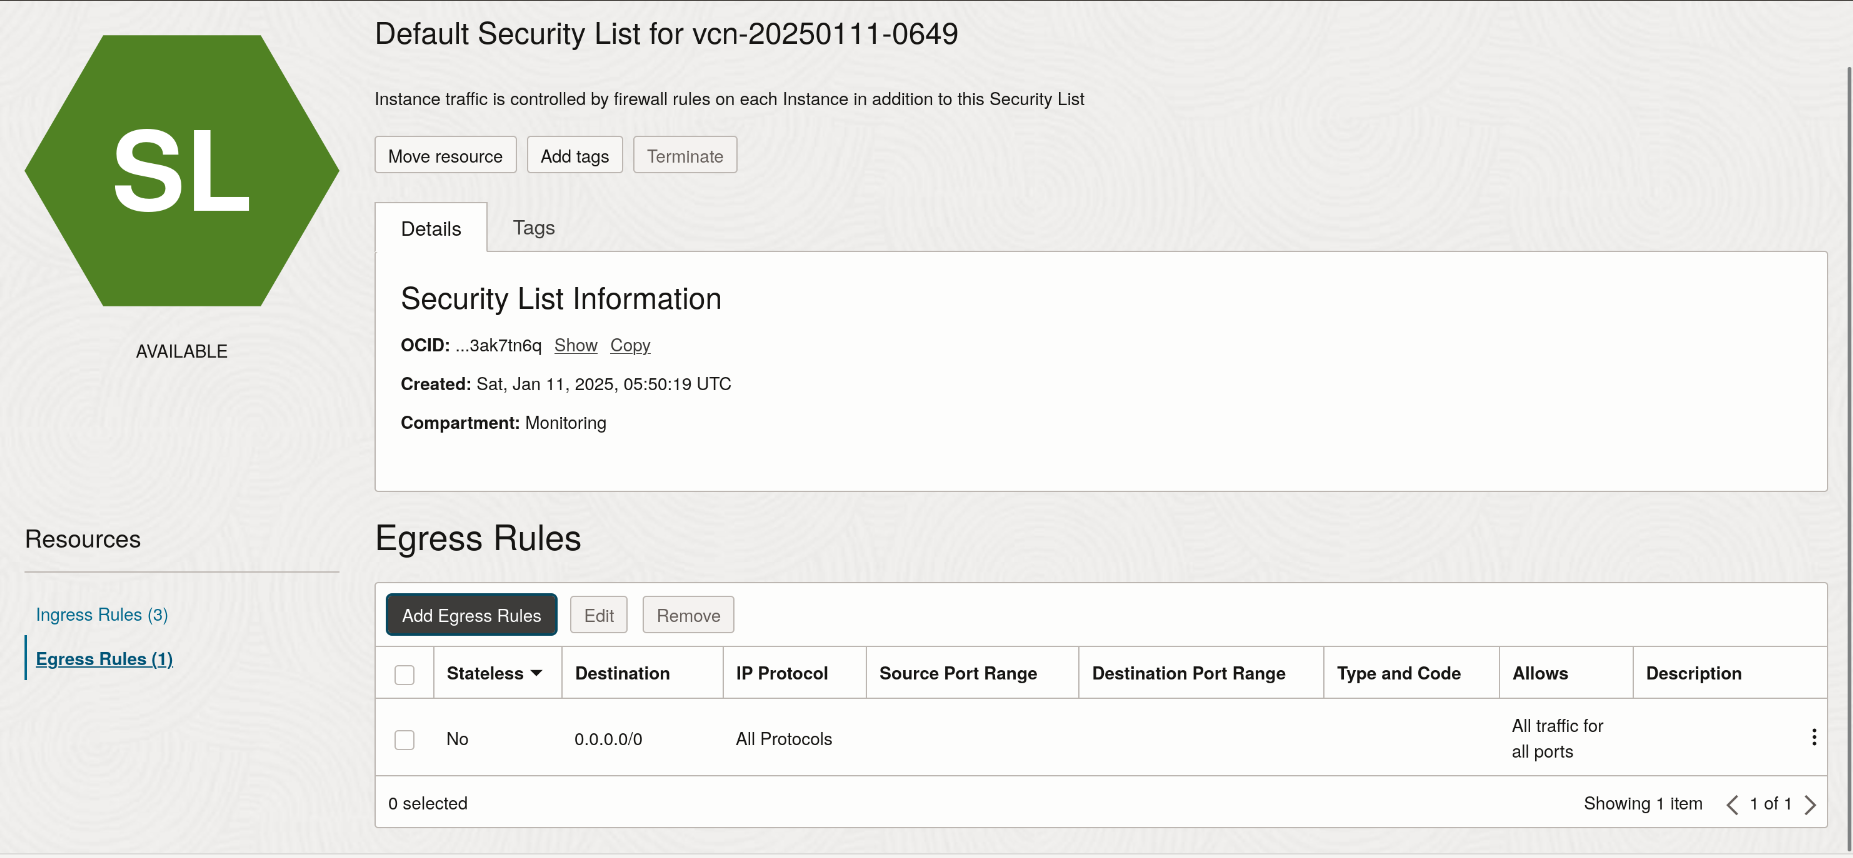 SL
AVAILABLE
Default Security List for vcn-20250111-0649
Instance traffic is controlled by firewall rules on each Instance in addition to this Security List
Move resource Add tags Terminate
Details Tags
Security List Information
OCID: ...3ak7tn6q Show Copy
Created: Sat, Jan 11, 2025, 05:50:19 UTC
Compartment: Monitoring
Resources
Ingress Rules (3)
Egress Rules (1)
Egress Rules
Add Egress Rules Edit Remove
Stateless Destination IP Protocol Source Port Range Destination Port Range Type and Code Allows Description
No 0.0.0.0/0 All Protocols All traffic for
all ports
0 selected Showing 1 item 1 of 1